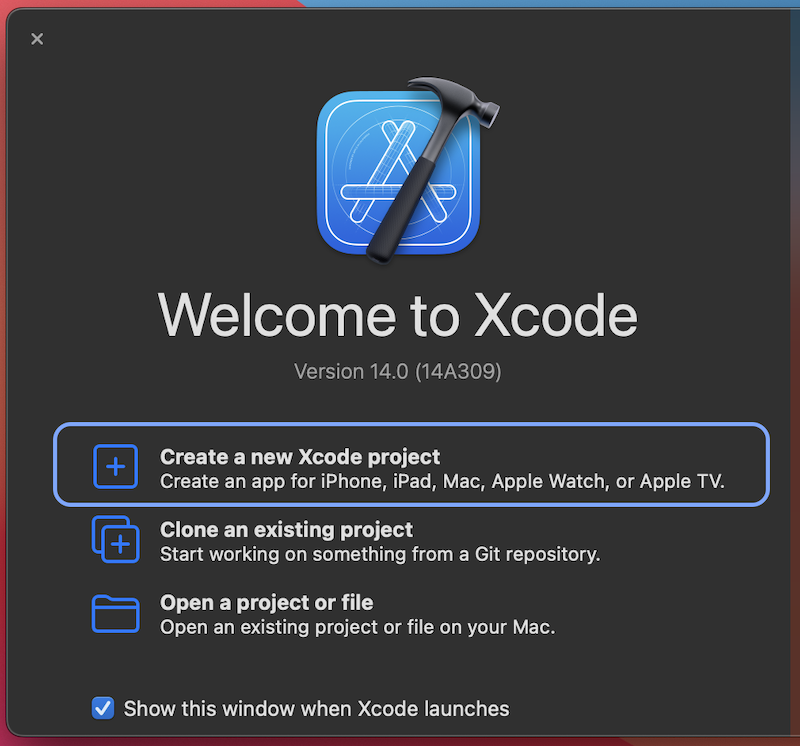 Welcome to Xcode
Version 14.0 (14A309)
Create a new Xcode project
Create an app for iPhone, iPad, Mac, Apple Watch, or Apple TV.
Clone an existing project
Start working on something from a Git repository.
Open a project or file
Open an existing project or file on your Mac.
Show this window when Xcode launches